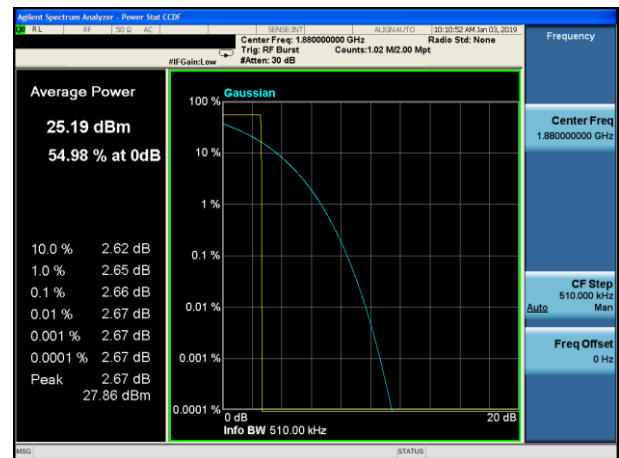 Agilent Spectrum Analyzer - Power Stat CCDF
RL RF 50 Ω AC SENSE:INT ALIGNAUTO 10:10:52 AM Jan 03, 2019
Center Freq: 1.880000000 GHz Radio Std: None
Trig: RF Burst Counts:1.02 M/2.00 Mpt
#IFGain:Low #Atten: 30 dB
Frequency
Average Power
25.19 dBm
54.98 % at 0dB
10.0 % 2.62 dB
1.0 % 2.65 dB
0.1 % 2.66 dB
0.01 % 2.67 dB
0.001 % 2.67 dB
0.0001 % 2.67 dB
Peak 2.67 dB
27.86 dBm
Gaussian
100 %
10 %
1 %
0.1 %
0.01 %
0.001 %
0.0001 %
0 dB 20 dB
Info BW 510.00 kHz
Center Freq
1.880000000 GHz
CF Step
510.000 kHz
Auto Man
Freq Offset
0 Hz
MSG STATUS